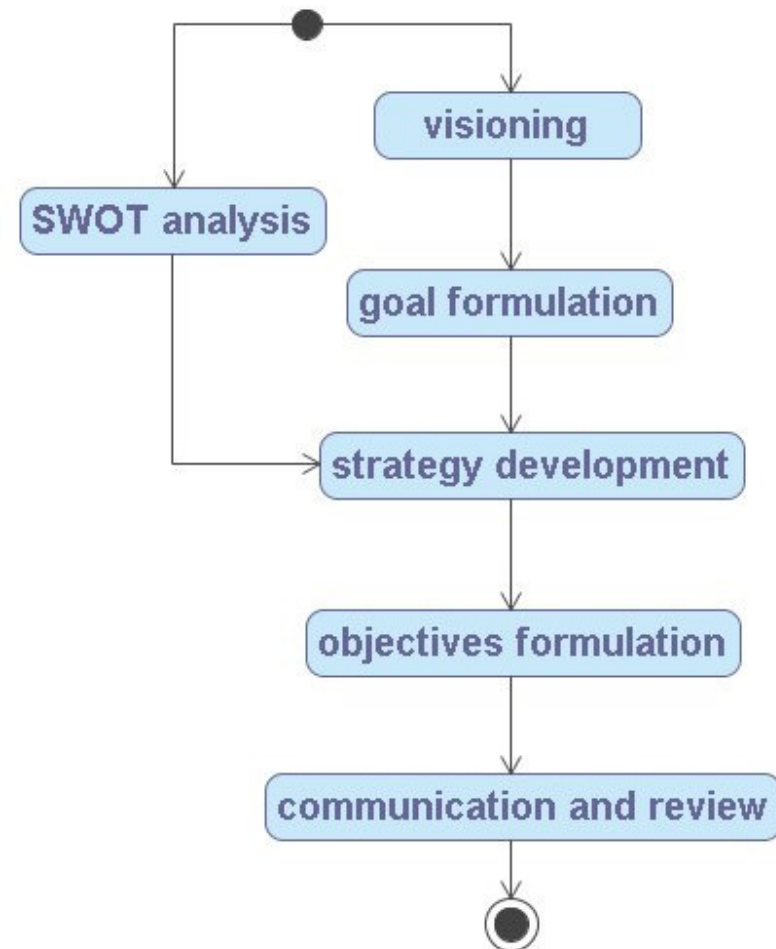 visioning
SWOT analysis
goal formulation
strategy development
objectives formulation
communication and review